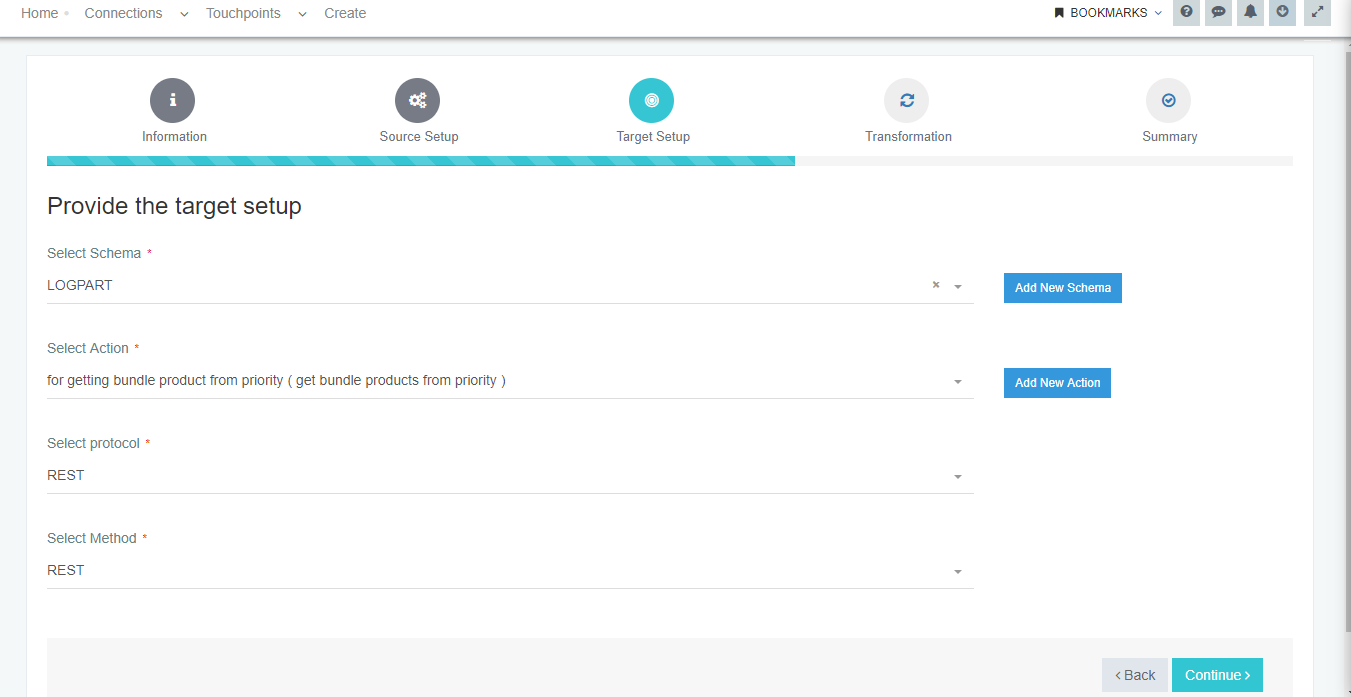 Home Connections Touchpoints Create BOOKMARKS
Information Source Setup Target Setup Transformation Summary
Provide the target setup
Select Schema *
LOGPART × Add New Schema
Select Action *
for getting bundle product from priority ( get bundle products from priority ) Add New Action
Select protocol *
REST
Select Method *
REST
‹ Back Continue ›